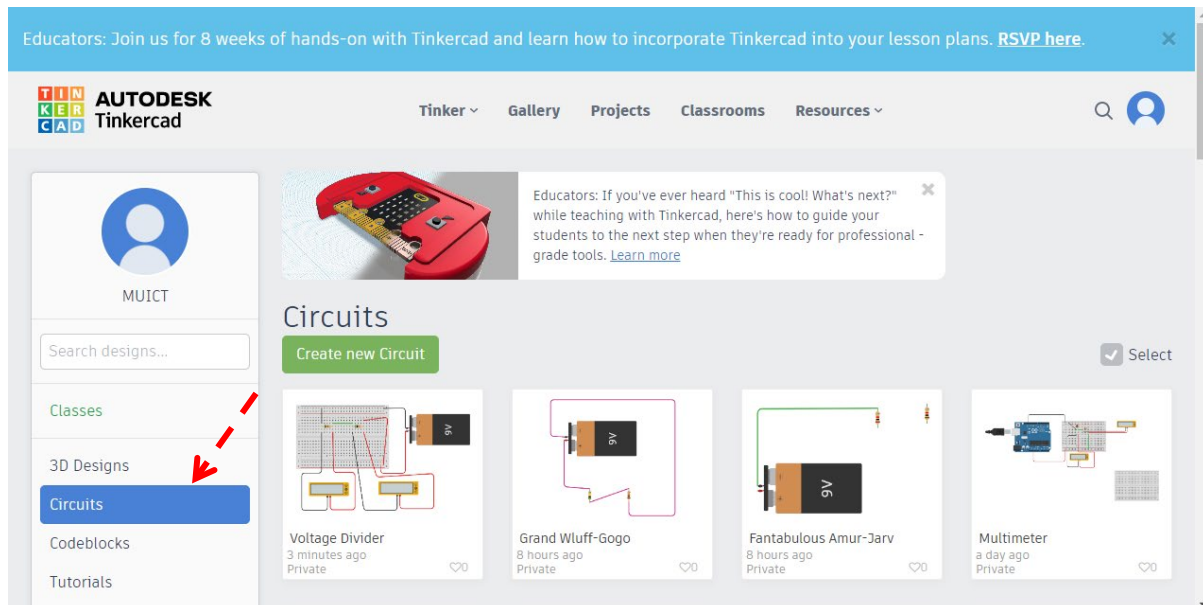 Educators: Join us for 8 weeks of hands-on with Tinkercad and learn how to incorporate Tinkercad into your lesson plans. RSVP here.
TIN
KER
CAD
AUTODESK
Tinkercad
Tinker
Gallery
Projects
Classrooms
Resources
Educators: If you've ever heard "This is cool! What's next?"
while teaching with Tinkercad, here's how to guide your
students to the next step when they're ready for professional -
grade tools. Learn more
MUICT
Search designs...
Classes
3D Designs
Circuits
Codeblocks
Tutorials
Circuits
Create new Circuit
Select
9V
Voltage Divider
3 minutes ago
Private
0
9V
Grand Wluff-Gogo
8 hours ago
Private
0
9V
Fantabulous Amur-Jarv
8 hours ago
Private
0
Multimeter
a day ago
Private
0